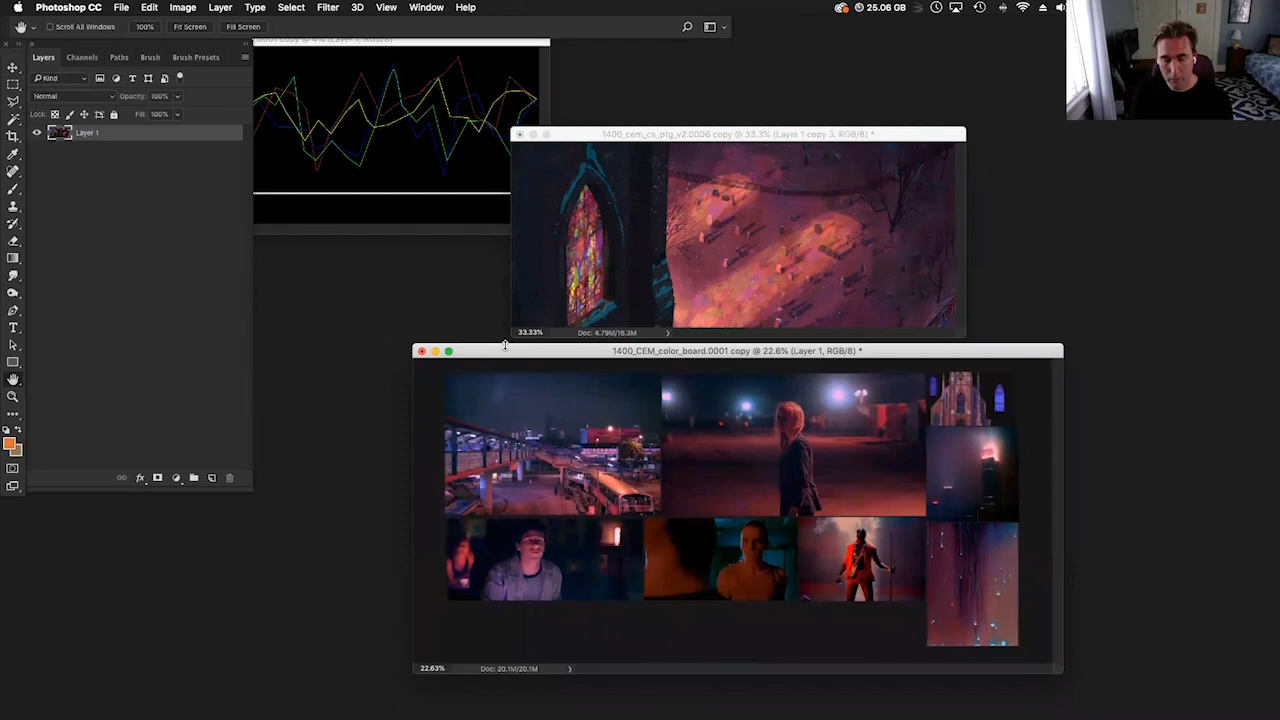 Photoshop CC File Edit Image Layer Type Select Filter 3D View Window Help 25.06 GB
Scroll All Windows 100% Fit Screen Fill Screen
Layers Channels Paths Brush Brush Presets
Kind
Normal Opacity: 100%
Lock: Fill: 100%
Layer 1
fx
1400_cem_cs_ptg_v2.0006 copy @ 33.3% (Layer 1 copy 3, RGB/8) *
33.33% Doc: 4.79M/16.3M
1400_CEM_color_board.0001 copy @ 22.6% (Layer 1, RGB/8) *
22.63% Doc: 20.1M/20.1M